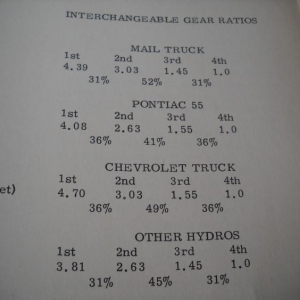 INTERCHANGEABLE GEAR RATIOS
MAIL TRUCK
1st 2nd 3rd 4th
4.39 3.03 1.45 1.0
31% 52% 31%
PONTIAC 55
1st 2nd 3rd 4th
4.08 2.63 1.55 1.0
36% 41% 36%
CHEVROLET TRUCK
1st 2nd 3rd 4th
et) 4.70 3.03 1.55 1.0
36% 49% 36%
OTHER HYDROS
1st 2nd 3rd 4th
3.81 2.63 1.45 1.0
31% 45% 31%